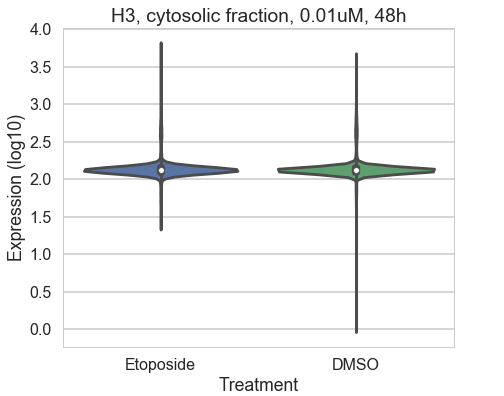 H3, cytosolic fraction, 0.01uM, 48h
Expression (log10)
4.0
3.5
3.0
2.5
2.0
1.5
1.0
0.5
0.0
Etoposide DMSO
Treatment